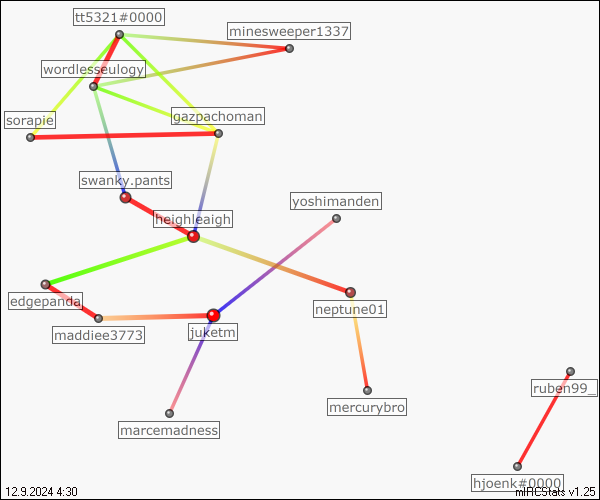 tt5321#0000
minesweeper1337
wordlesseulogy
sorapie
gazpachoman
swanky.pants
yoshimanden
heighleaigh
edgepanda
neptune01
maddiee3773
juketm
ruben99_
mercurybro
marcemadness
hjoenk#0000
12.9.2024 4:30
mIRCStats v1.25